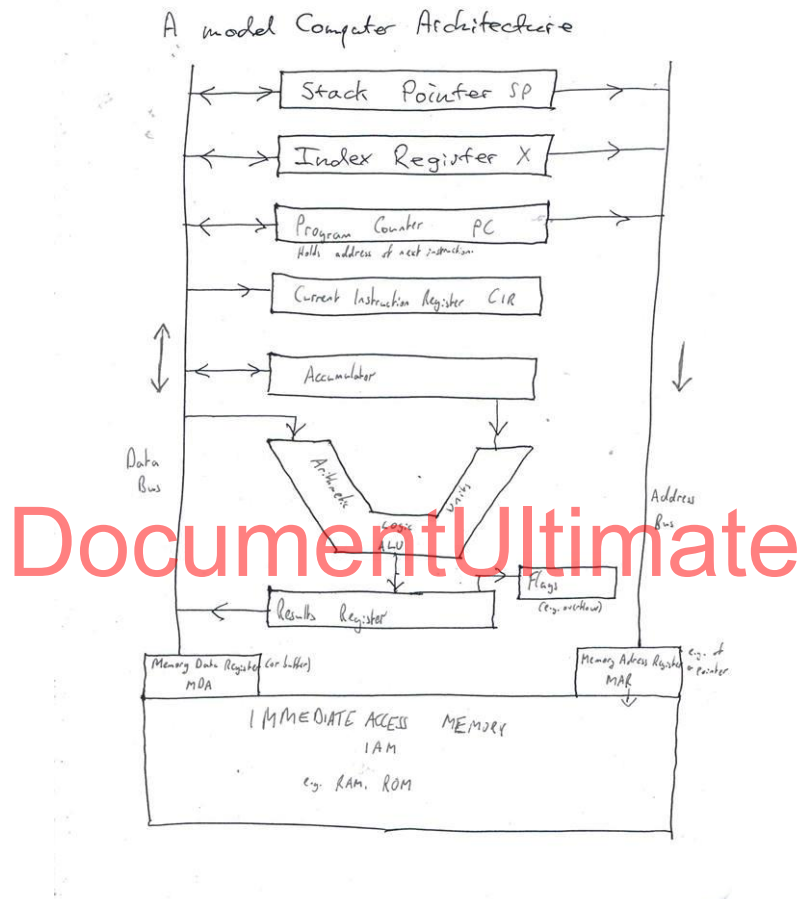 A model Computer Architecture
Stack Pointer SP
Index Register X
Program Counter PC
Holds address of next instruction.
Current Instruction Register CIR
Accumulator
Data
Bus
Arithmetic
Logic
Units
ALU
Address
Bus
DocumentUltimate
Flags
(e.g. overflow)
Results Register
Memory Data Register (or buffer)
MDA
Memory Adress Register
MAR
e.g. of
a pointer
IMMEDIATE ACCESS MEMORY
IAM
e.g. RAM, ROM